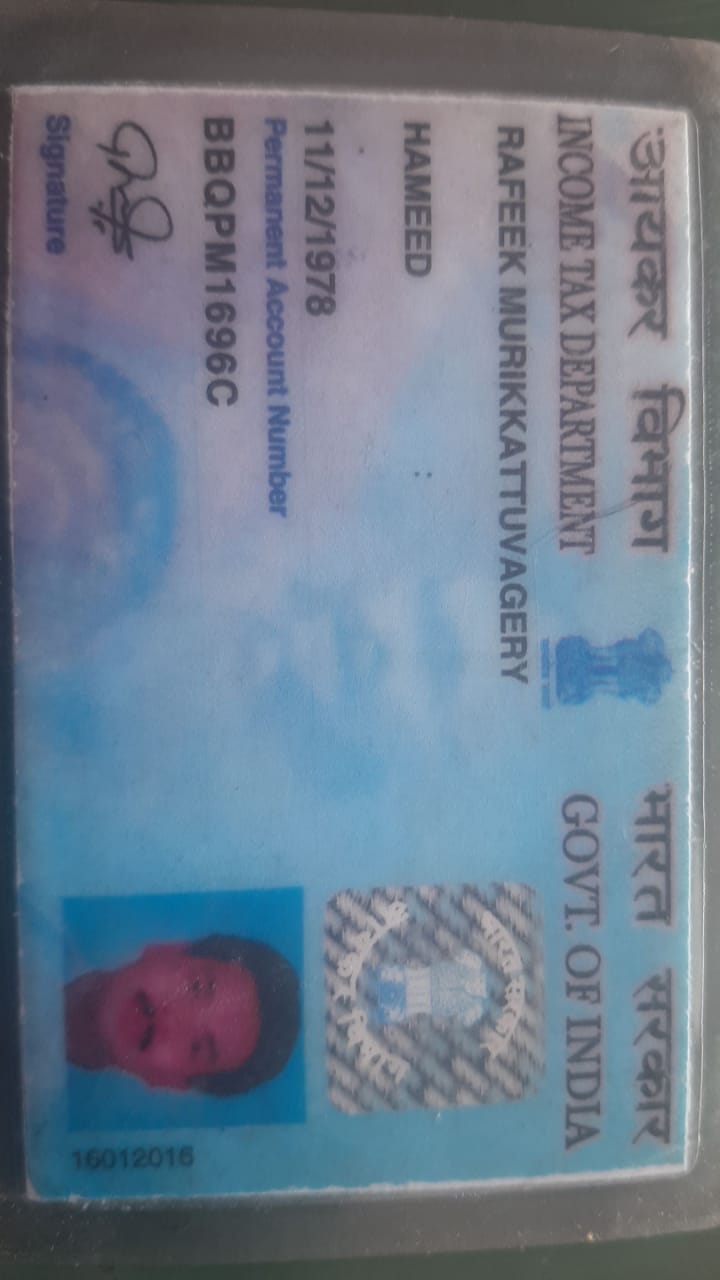 आयकर विभाग
INCOME TAX DEPARTMENT
भारत सरकार
GOVT. OF INDIA
RAFEEK MURIKKATTUVAGERY
HAMEED
11/12/1978
Permanent Account Number
BBQPM1696C
Signature
16012016